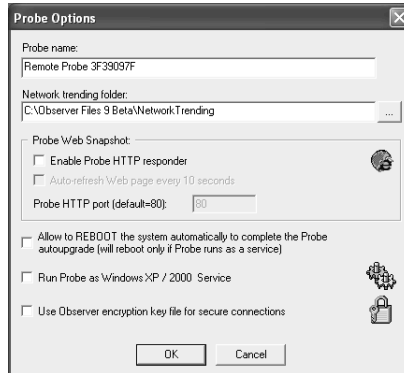 Probe Options
Probe name:
Remote Probe 3F39097F
Network trending folder:
C:\Observer Files 9 Beta\NetworkTrending
...
Probe Web Snapshot:
Enable Probe HTTP responder
Auto-refresh Web page every 10 seconds
Probe HTTP port (default=80):
80
Allow to REBOOT the system automatically to complete the Probe
autoupgrade (will reboot only if Probe runs as a service)
Run Probe as Windows XP / 2000 Service
Use Observer encryption key file for secure connections
OK
Cancel